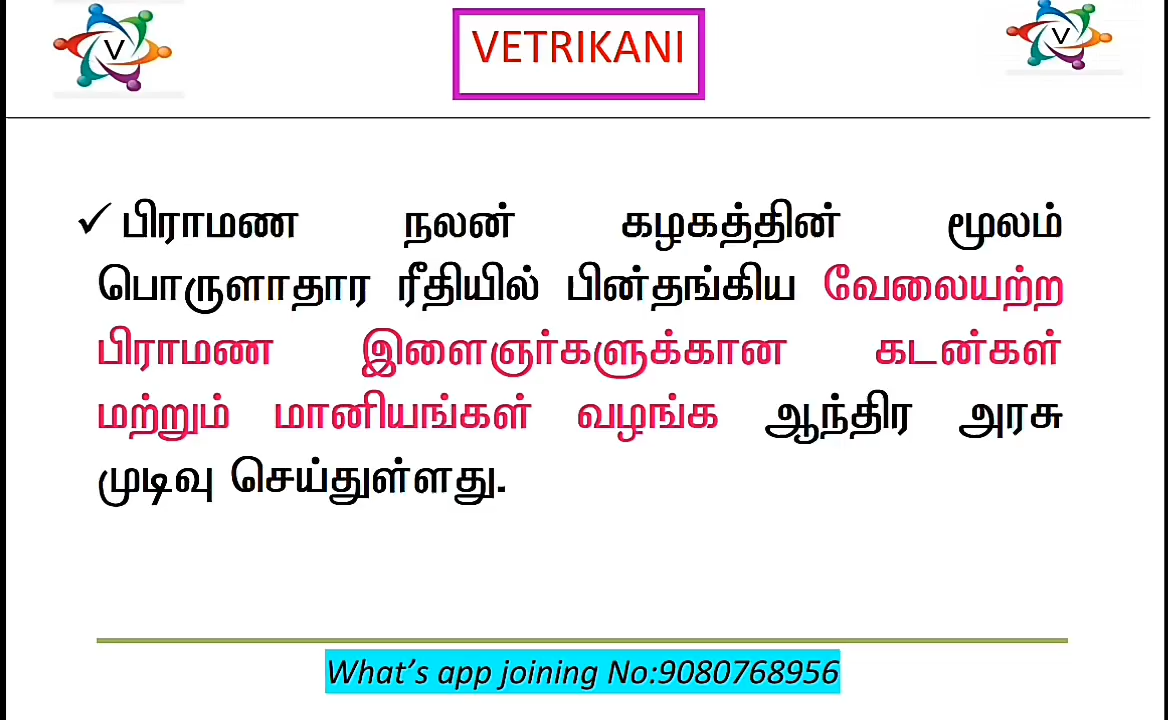 V
VETRIKANI
V
✓ பிராமண நலன் கழகத்தின் மூலம்
பொருளாதார ரீதியில் பின்தங்கிய வேலையற்ற
பிராமண இளைஞர்களுக்கான கடன்கள்
மற்றும் மானியங்கள் வழங்க ஆந்திர அரசு
முடிவு செய்துள்ளது.
What’s app joining No:9080768956